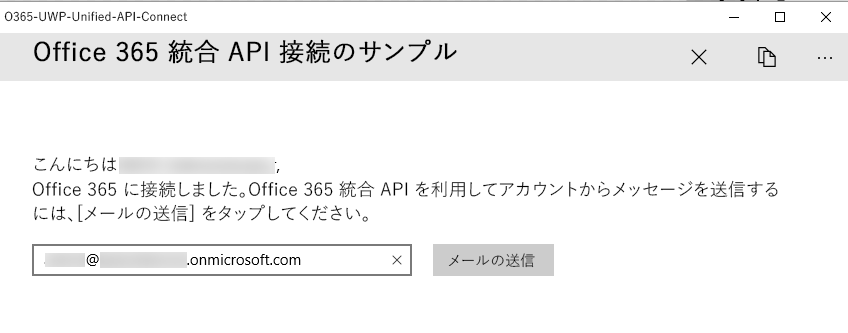 O365-UWP-Unified-API-Connect
Office 365 統合 API 接続のサンプル
こんにちは ,
Office 365 に接続しました。Office 365 統合 API を利用してアカウントからメッセージを送信する
には、[メールの送信] をタップしてください。
@ .onmicrosoft.com
メールの送信